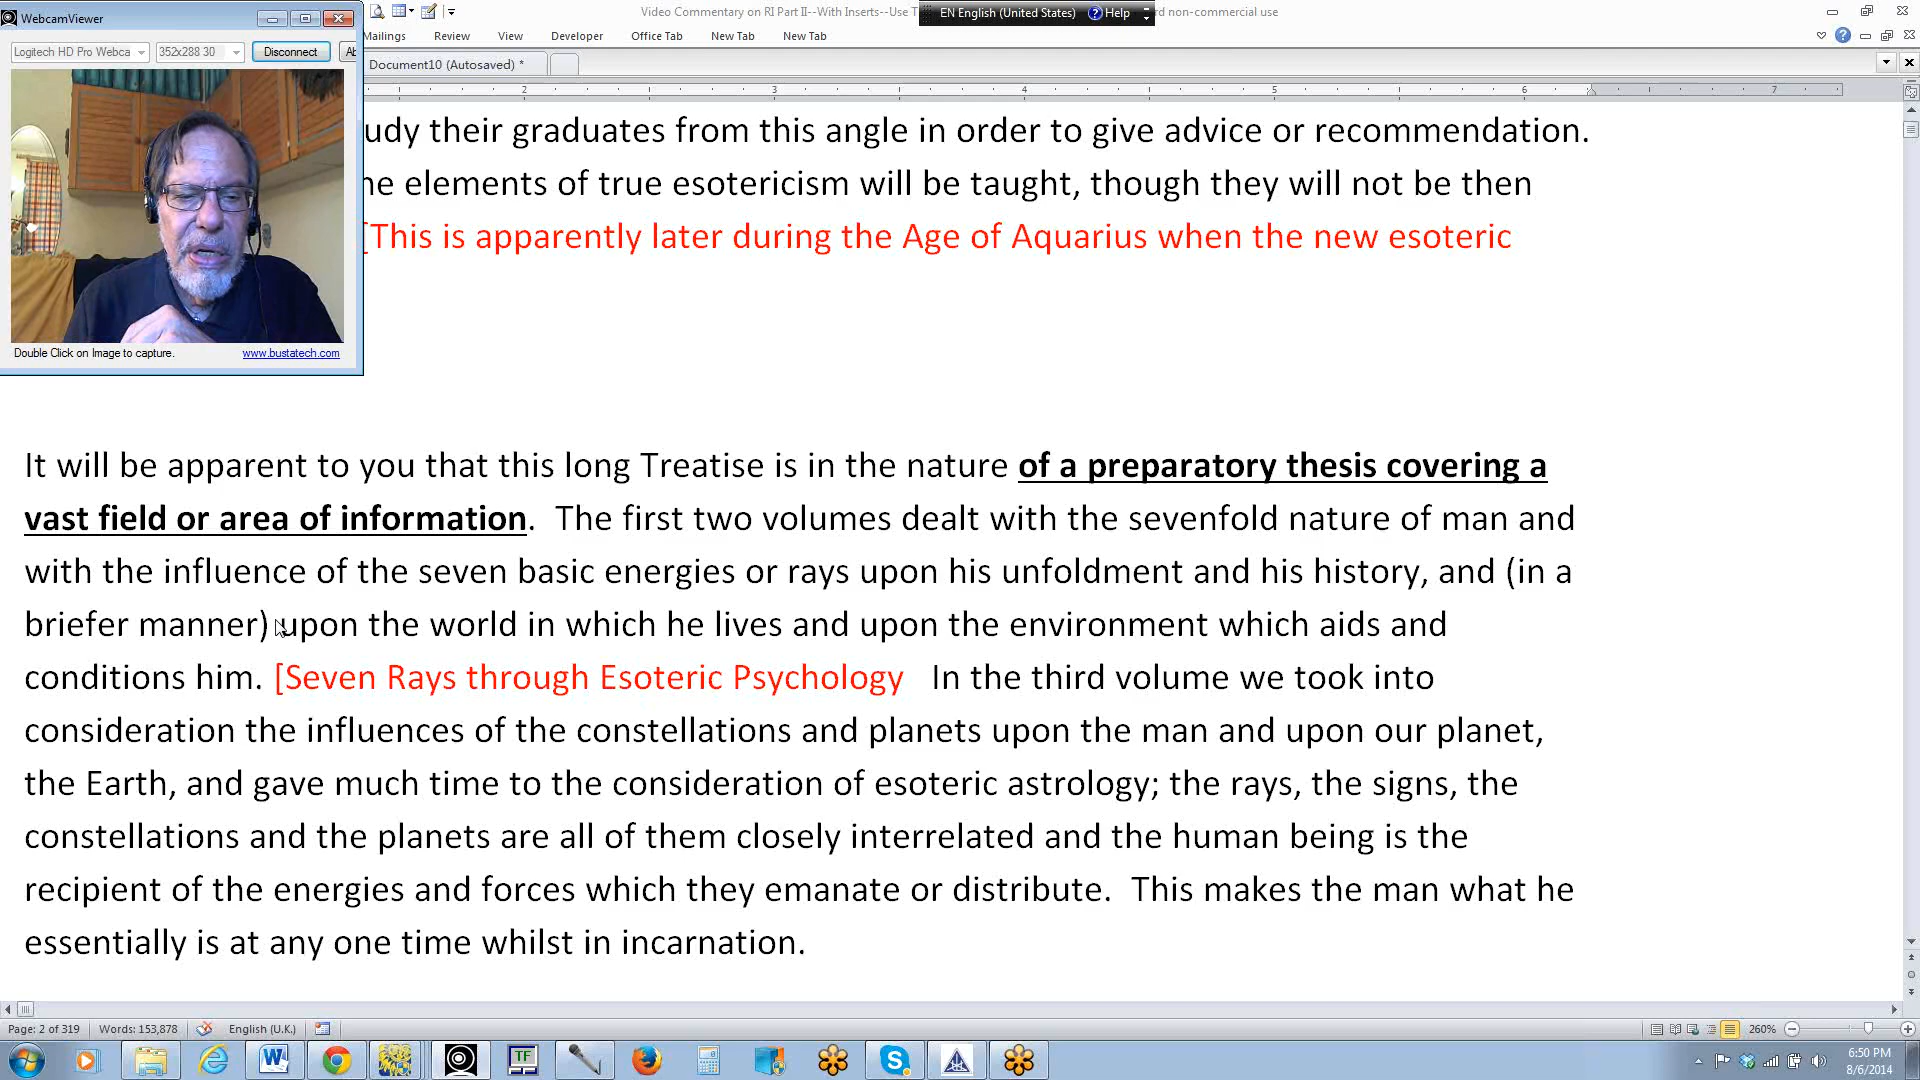 WebcamViewer
Logitech HD Pro Webca
352x288 30
Disconnect
Ab
Double Click on Image to capture.
www.bustatech.com
Video Commentary on RI Part II--With Inserts--Use T
EN English (United States)
Help
rd non-commercial use
Mailings
Review
View
Developer
Office Tab
New Tab
New Tab
Document10 (Autosaved) *
2
3
4
5
6
7
udy their graduates from this angle in order to give advice or recommendation.
he elements of true esotericism will be taught, though they will not be then
[This is apparently later during the Age of Aquarius when the new esoteric
It will be apparent to you that this long Treatise is in the nature of a preparatory thesis covering a
vast field or area of information.  The first two volumes dealt with the sevenfold nature of man and
with the influence of the seven basic energies or rays upon his unfoldment and his history, and (in a
briefer manner) upon the world in which he lives and upon the environment which aids and
conditions him. [Seven Rays through Esoteric Psychology   In the third volume we took into
consideration the influences of the constellations and planets upon the man and upon our planet,
the Earth, and gave much time to the consideration of esoteric astrology; the rays, the signs, the
constellations and the planets are all of them closely interrelated and the human being is the
recipient of the energies and forces which they emanate or distribute.  This makes the man what he
essentially is at any one time whilst in incarnation.
Page: 2 of 319
Words: 153,878
English (U.K.)
260%
TF
6:50 PM
8/6/2014